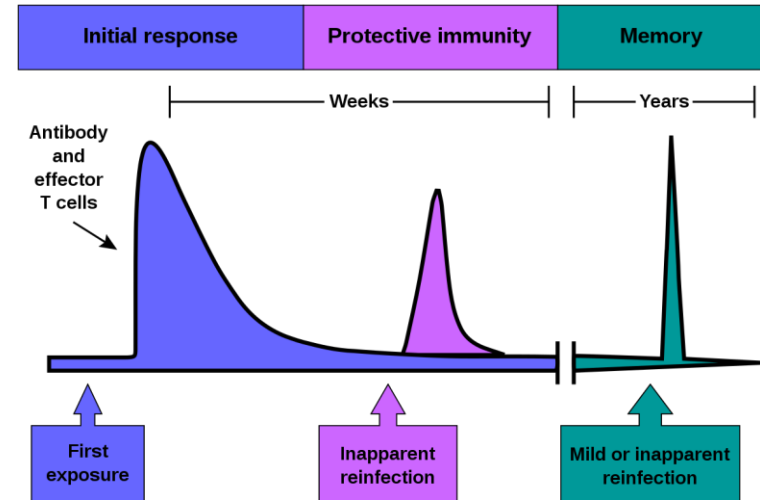 Initial response
Protective immunity
Memory
Weeks
Years
Antibody
and
effector
T cells
First
exposure
Inapparent
reinfection
Mild or inapparent
reinfection